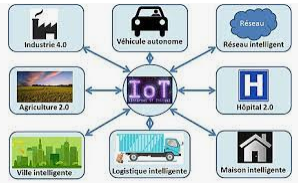 Industrie 4.0
Véhicule autonome
Réseau
Réseau intelligent
Agriculture 2.0
IoT
H
Hôpital 2.0
Ville intelligente
Logistique intelligente
Maison intelligente